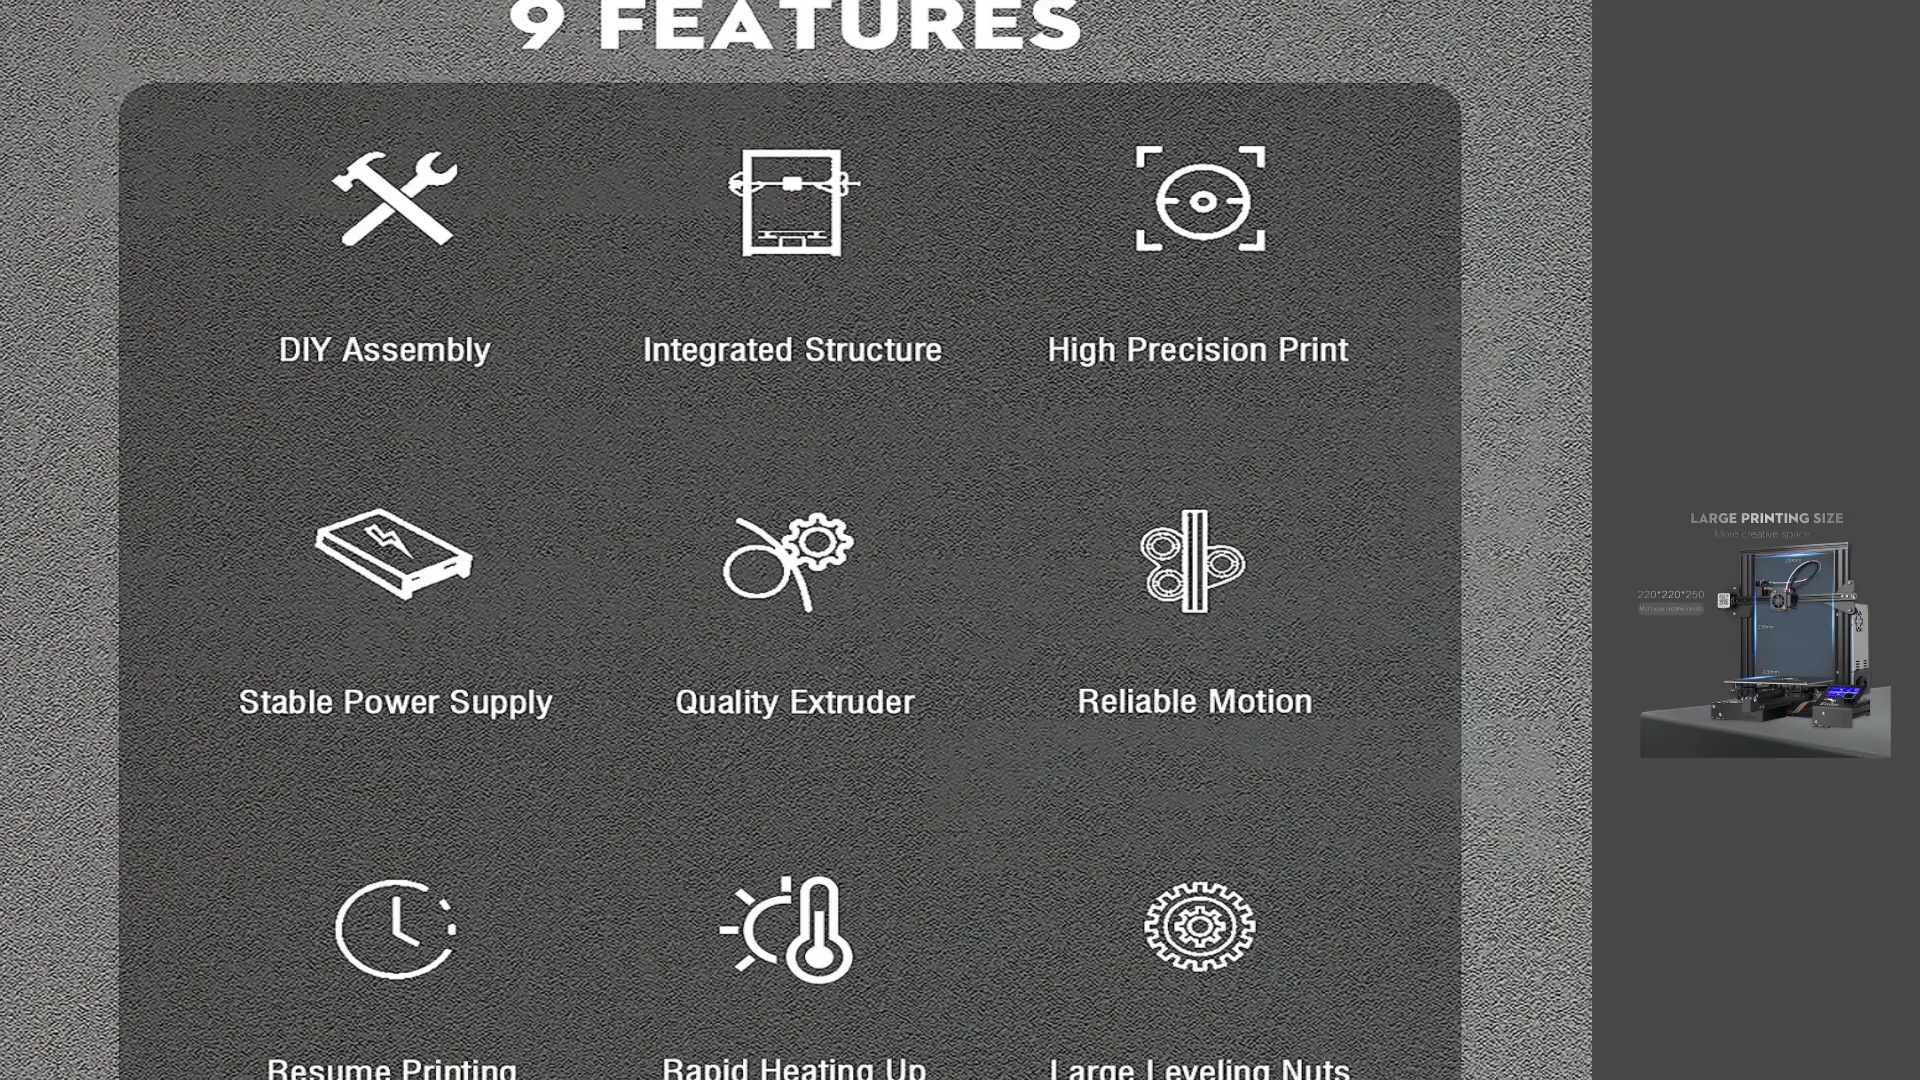 9 FEATURES
DIY Assembly
Integrated Structure
High Precision Print
Stable Power Supply
Quality Extruder
Reliable Motion
Resume Printing
Rapid Heating Up
Large Leveling Nuts
LARGE PRINTING SIZE
More creative space
220*220*250